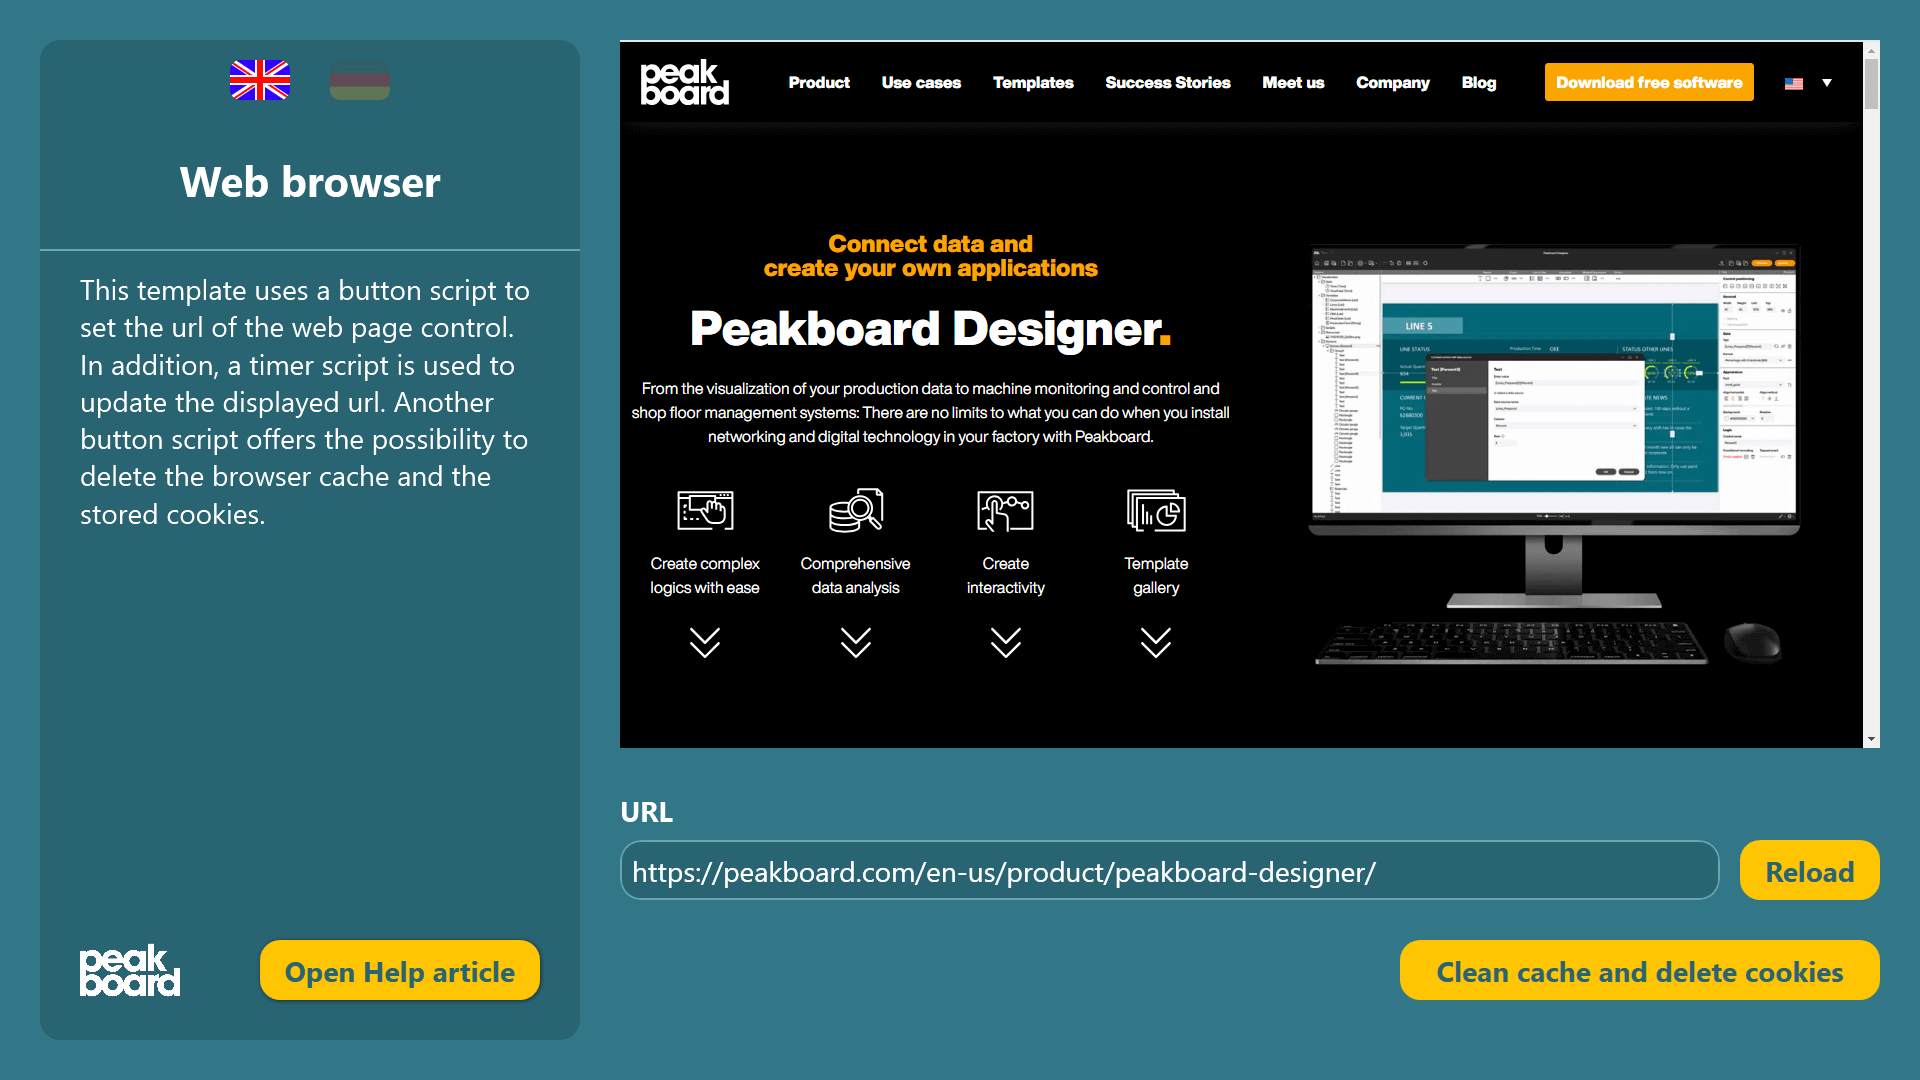 Web browser
This template uses a button script to
set the url of the web page control.
In addition, a timer script is used to
update the displayed url. Another
button script offers the possibility to
delete the browser cache and the
stored cookies.
peak
board
Open Help article
peak
board
Product Use cases Templates Success Stories Meet us Company Blog Download free software
Connect data and
create your own applications
Peakboard Designer.
From the visualization of your production data to machine monitoring and control and
shop floor management systems: There are no limits to what you can do when you install
networking and digital technology in your factory with Peakboard.
Create complex
logics with ease
Comprehensive
data analysis
Create
interactivity
Template
gallery
LINE 5
LINE STATUS
Production Time
STATUS OTHER LINES
URL
https://peakboard.com/en-us/product/peakboard-designer/
Reload
Clean cache and delete cookies